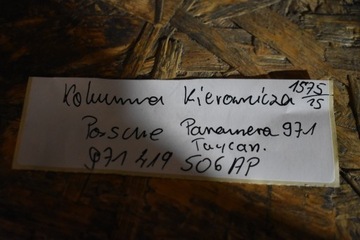 Kolumna Kierownicza 1575/15
Porsche Panamera 971
Taycan.
971 419 506 AP